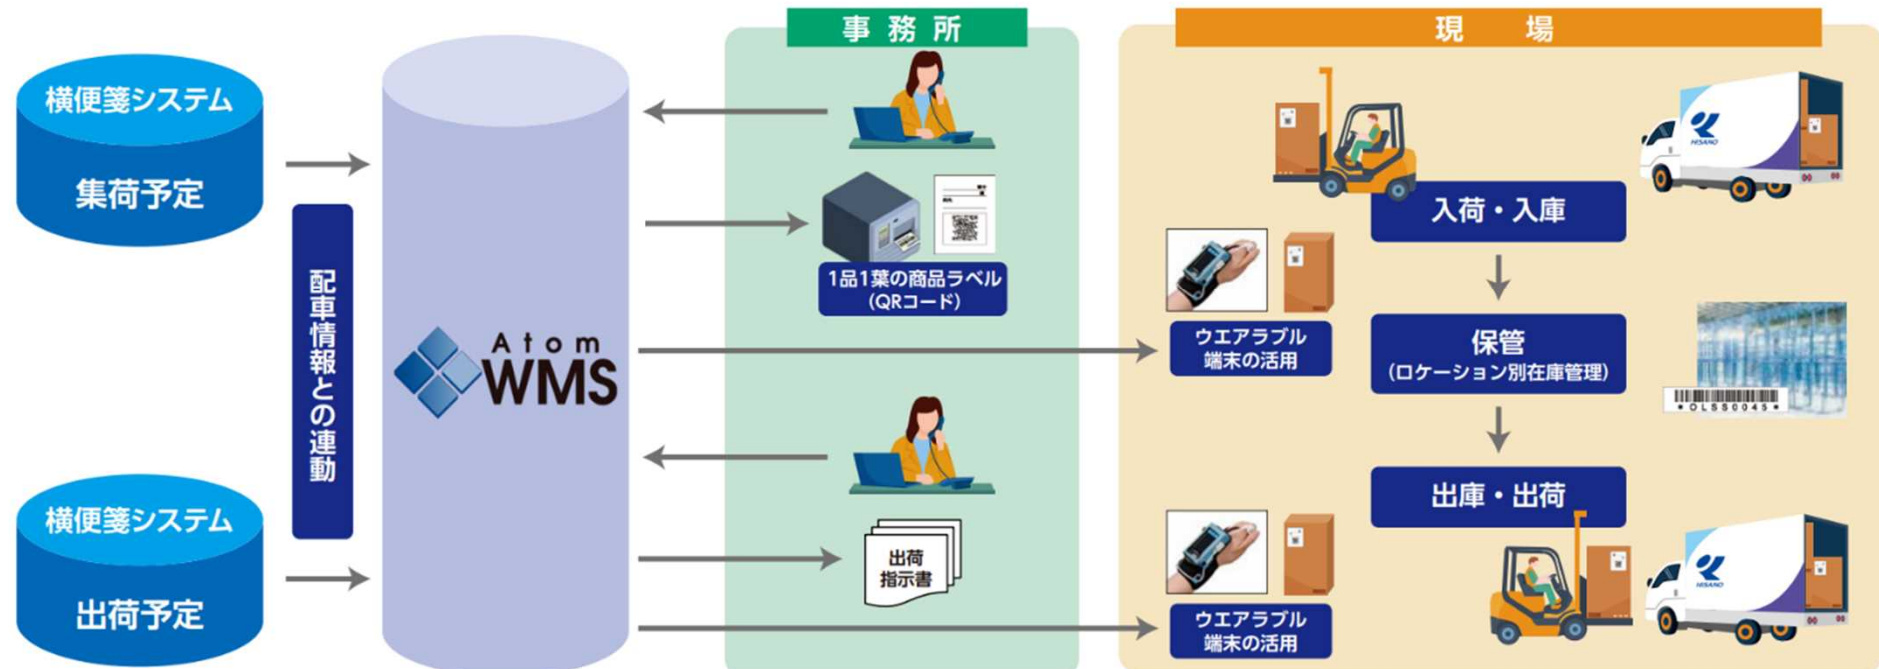 横便箋システム
集荷予定
配車情報との連動
横便箋システム
出荷予定
Atom
WMS
事務所
1品1葉の商品ラベル
(QRコード)
出荷
指示書
現場
HISANO
入荷・入庫
ウエアラブル
端末の活用
保管
(ロケーション別在庫管理)
*OLSS0045*
出庫・出荷
ウエアラブル
端末の活用
HISANO